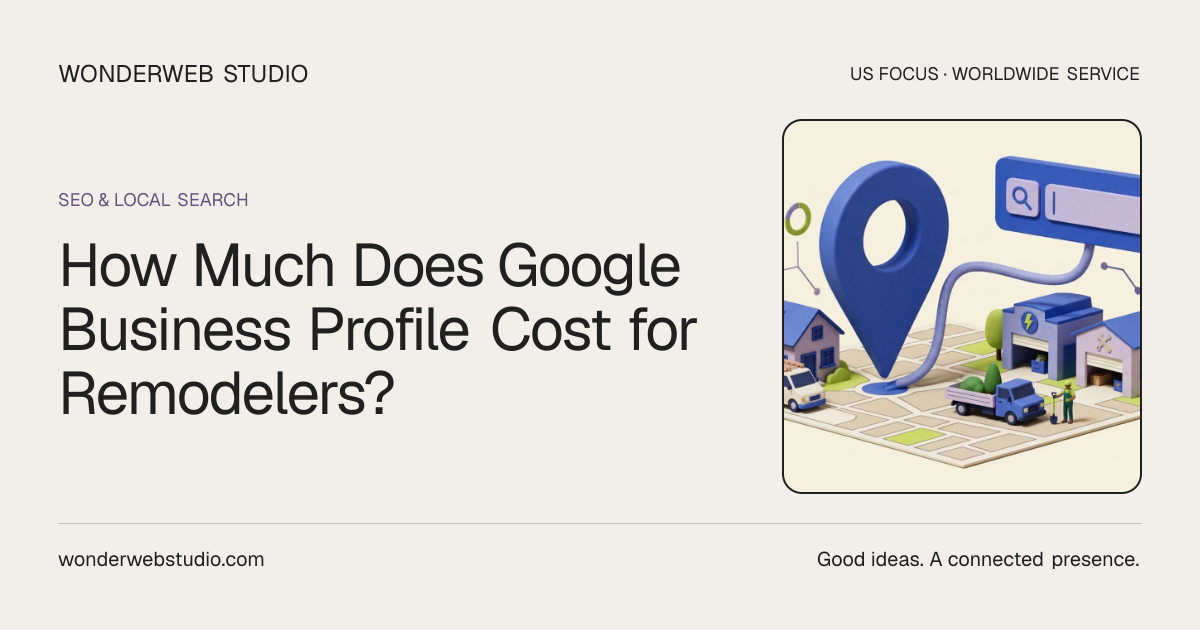 WONDERWEB STUDIO
US FOCUS · WORLDWIDE SERVICE
SEO & LOCAL SEARCH
How Much Does Google
Business Profile Cost for
Remodelers?
wonderwebstudio.com
Good ideas. A connected presence.